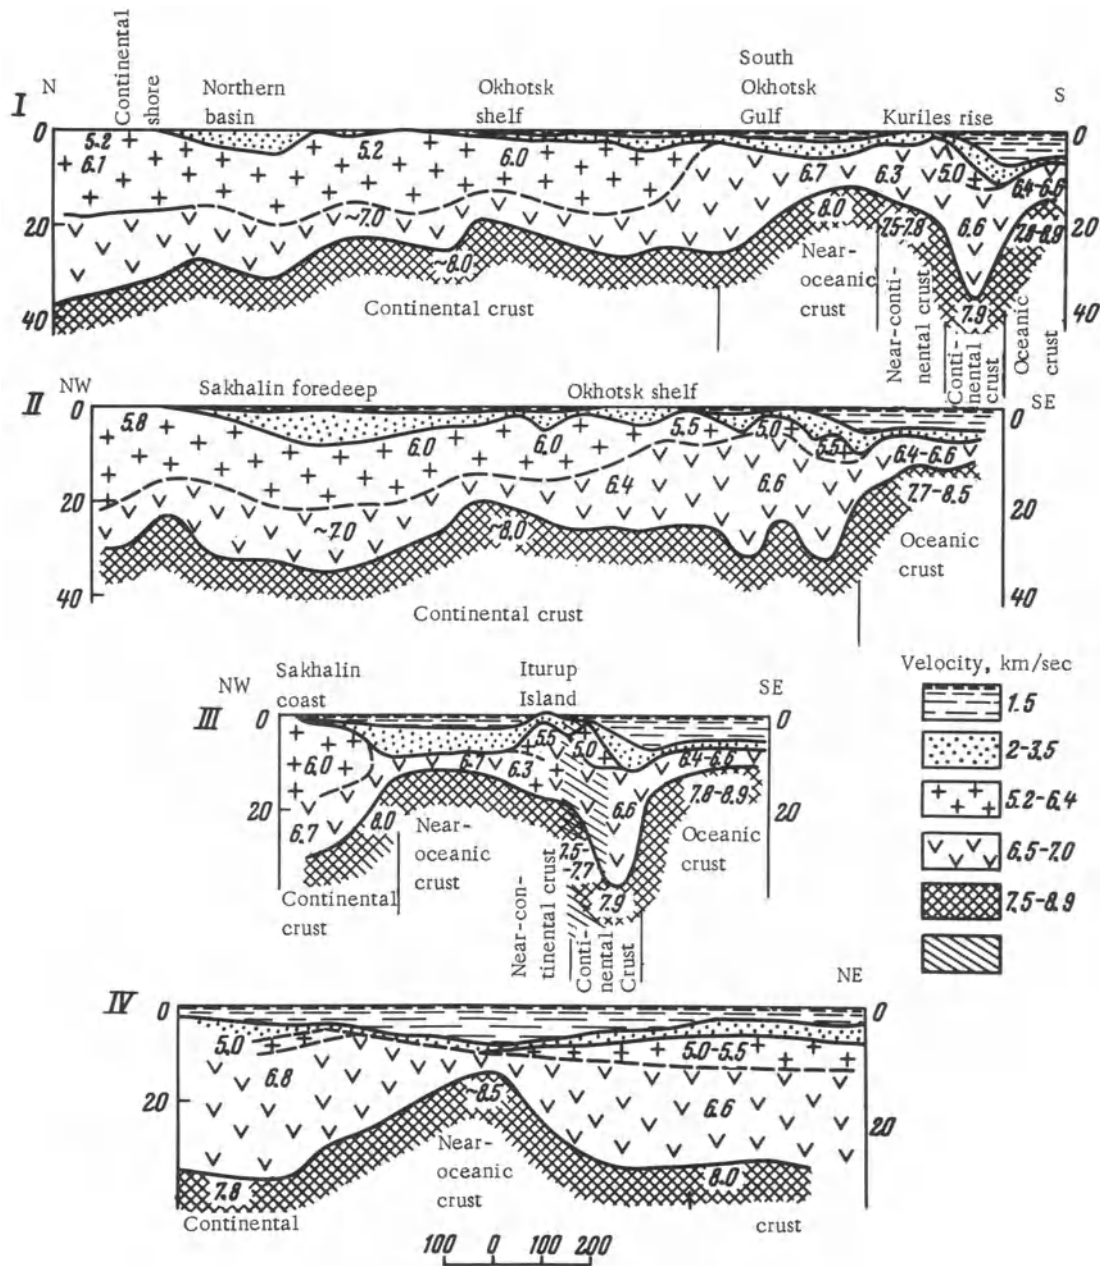 I
N
Continental
shore
Northern
basin
Okhotsk
shelf
South
Okhotsk
Gulf
Kuriles rise
S
0
20
40
0
20
40
5.2
6.1
5.2
6.0
~7.0
~8.0
6.7
6.3
5.0
6.4-6.6
8.0
7.5-7.8
6.6
7.8-8.9
7.9
Continental crust
Near-
oceanic
crust
Near-conti-
nental crust
Conti-
nental
crust
Oceanic
crust
II
NW
Sakhalin foredeep
Okhotsk shelf
SE
0
20
40
0
20
40
5.8
6.0
6.0
5.5
5.0
5.5
6.4-6.6
6.4
6.6
~7.0
~8.0
7.7-8.5
Oceanic
crust
Continental crust
III
NW
Sakhalin
coast
Iturup
Island
SE
0
20
0
20
6.0
6.7
8.0
6.7
6.3
5.5
5.0
6.4-6.6
6.6
7.8-8.9
7.5-
-7.7
7.9
Continental
crust
Near-
oceanic
crust
Near-con-
tinental crust
Conti-
nental
Crust
Oceanic
crust
Velocity, km/sec
1.5
2-3.5
5.2-6.4
6.5-7.0
7.5-8.9
IV
NE
0
20
0
20
5.0
6.8
~8.5
5.0-5.5
6.6
7.8
8.0
Near-
oceanic
crust
Continental
crust
100 0 100 200